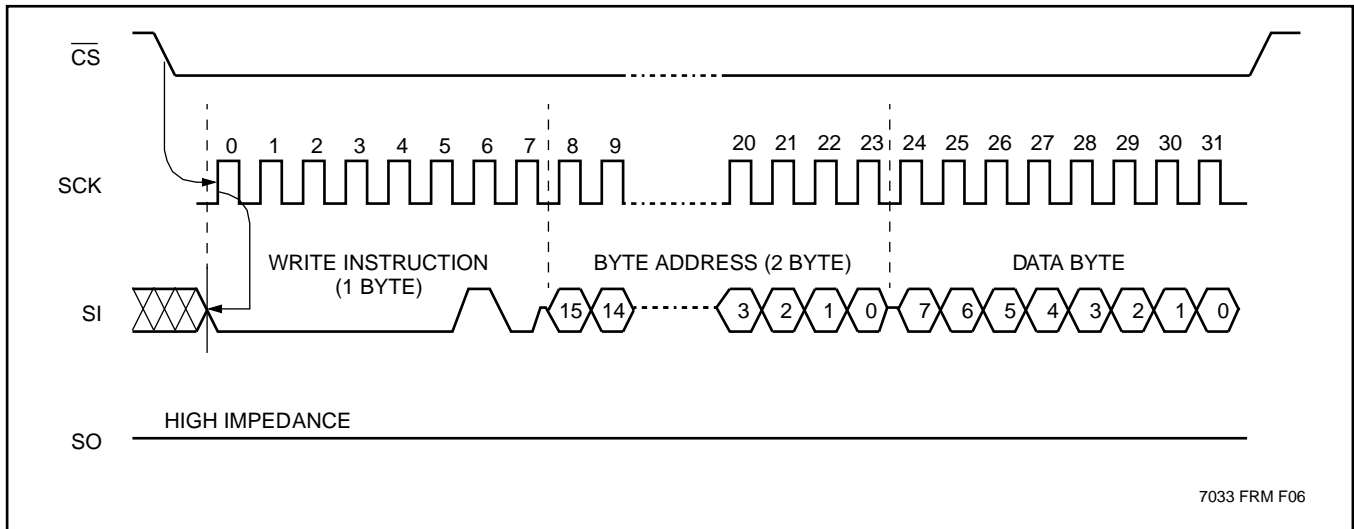 CS
0 1 2 3 4 5 6 7 8 9 20 21 22 23 24 25 26 27 28 29 30 31
SCK
WRITE INSTRUCTION
(1 BYTE)
BYTE ADDRESS (2 BYTE)
DATA BYTE
SI
15 14 3 2 1 0 7 6 5 4 3 2 1 0
HIGH IMPEDANCE
SO
7033 FRM F06